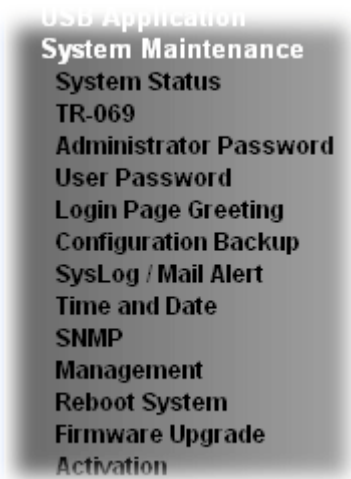 USB Application
System Maintenance
System Status
TR-069
Administrator Password
User Password
Login Page Greeting
Configuration Backup
SysLog / Mail Alert
Time and Date
SNMP
Management
Reboot System
Firmware Upgrade
Activation